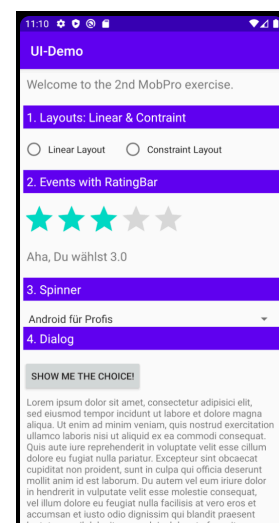 11:10
UI-Demo
Welcome to the 2nd MobPro exercise.
1. Layouts: Linear & Contraint
Linear Layout Constraint Layout
2. Events with RatingBar
Aha, Du wählst 3.0
3. Spinner
Android für Profis
4. Dialog
SHOW ME THE CHOICE!
Lorem ipsum dolor sit amet, consectetur adipisici elit,
sed eiusmod tempor incidunt ut labore et dolore magna
aliqua. Ut enim ad minim veniam, quis nostrud exercitation
ullamco laboris nisi ut aliquid ex ea commodi consequat.
Quis aute iure reprehenderit in voluptate velit esse cillum
dolore eu fugiat nulla pariatur. Excepteur sint obcaecat
cupiditat non proident, sunt in culpa qui officia deserunt
mollit anim id est laborum. Du autem vel eum iriure dolor
in hendrerit in vulputate velit esse molestie consequat,
vel illum dolore eu feugiat nulla facilisis at vero eros et
accumsan et iusto odio dignissim qui blandit praesent